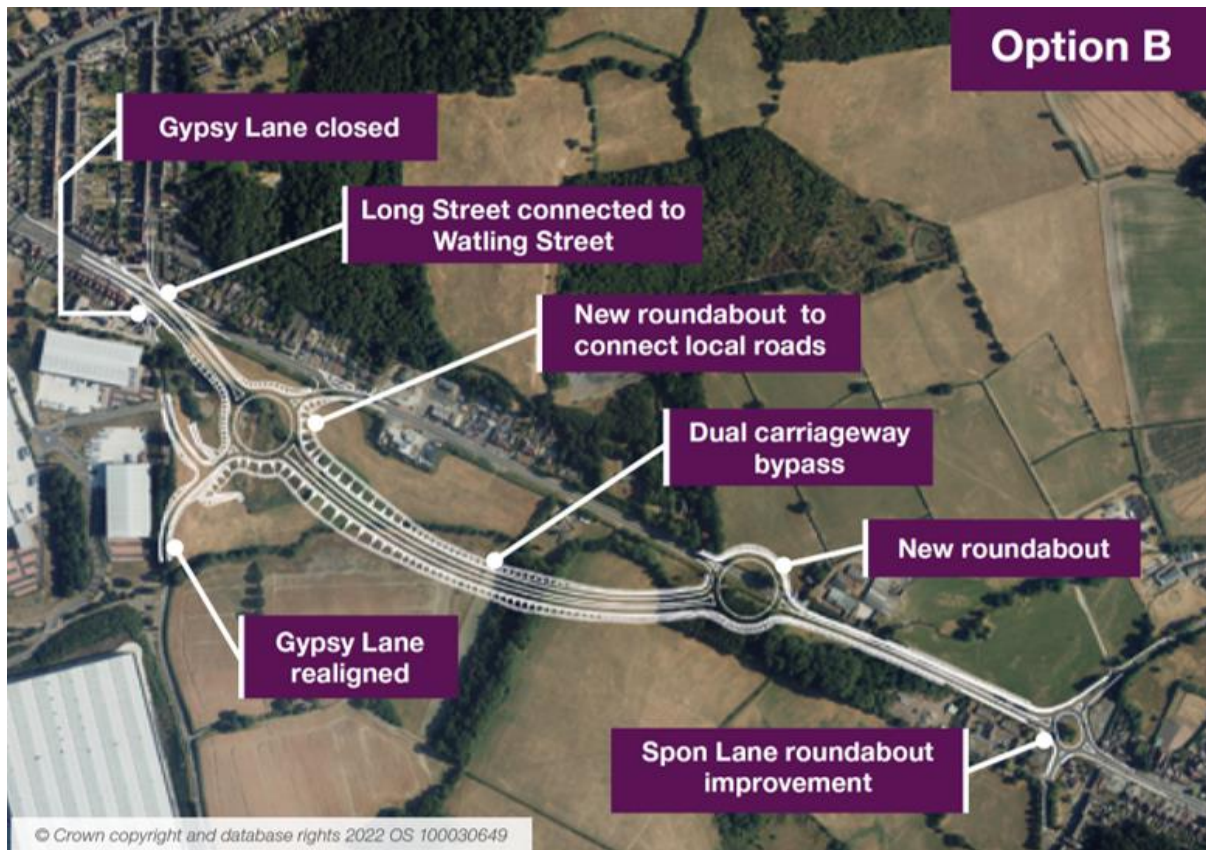 Option B
Gypsy Lane closed
Long Street connected to
Watling Street
New roundabout to
connect local roads
Dual carriageway
bypass
New roundabout
Gypsy Lane
realigned
Spon Lane roundabout
improvement
© Crown copyright and database rights 2022 OS 100030649